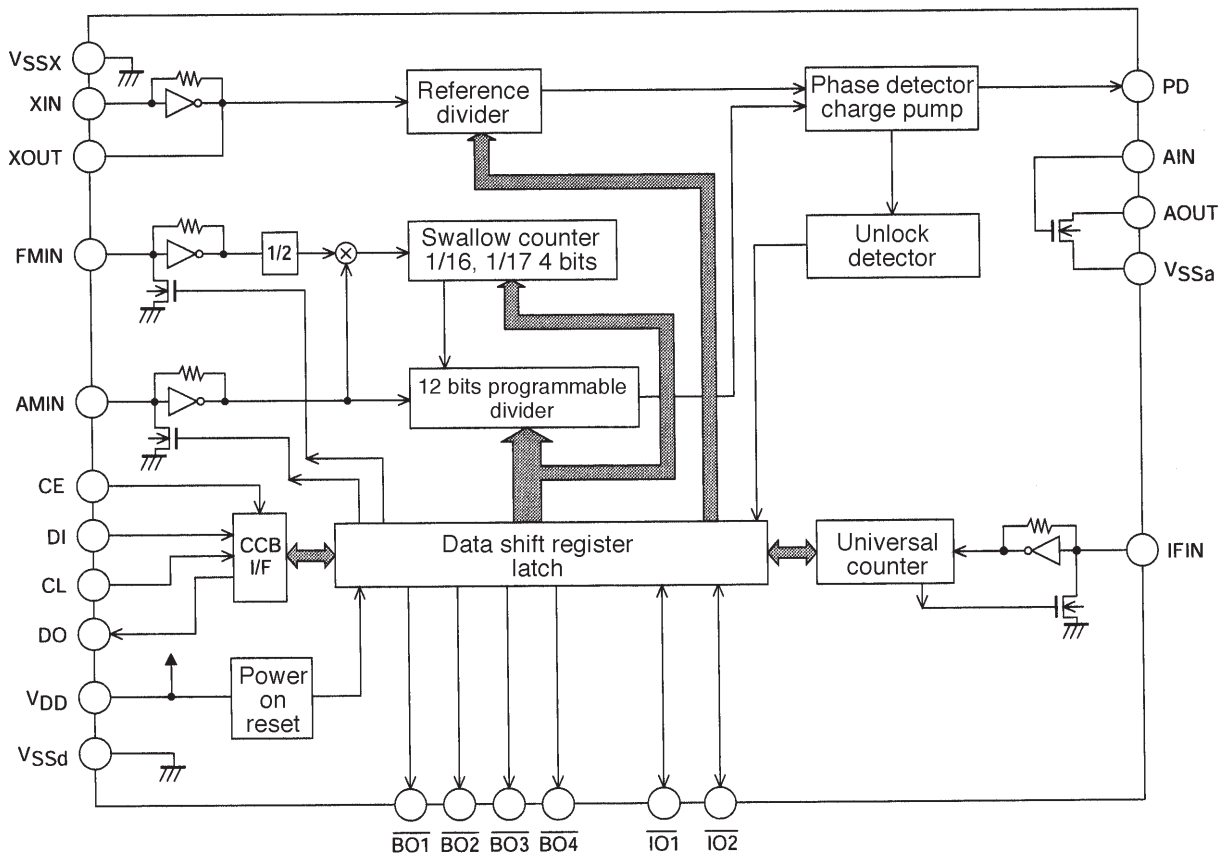 VSSX
XIN
XOUT
FMIN
AMIN
CE
DI
CL
DO
VDD
VSSd
Reference
divider
Phase detector
charge pump
PD
AIN
AOUT
VSSa
Unlock
detector
1/2
Swallow counter
1/16, 1/17 4 bits
12 bits programmable
divider
CCB
I/F
Data shift register
latch
Universal
counter
IFIN
Power
on
reset
BO1
BO2
BO3
BO4
IO1
IO2